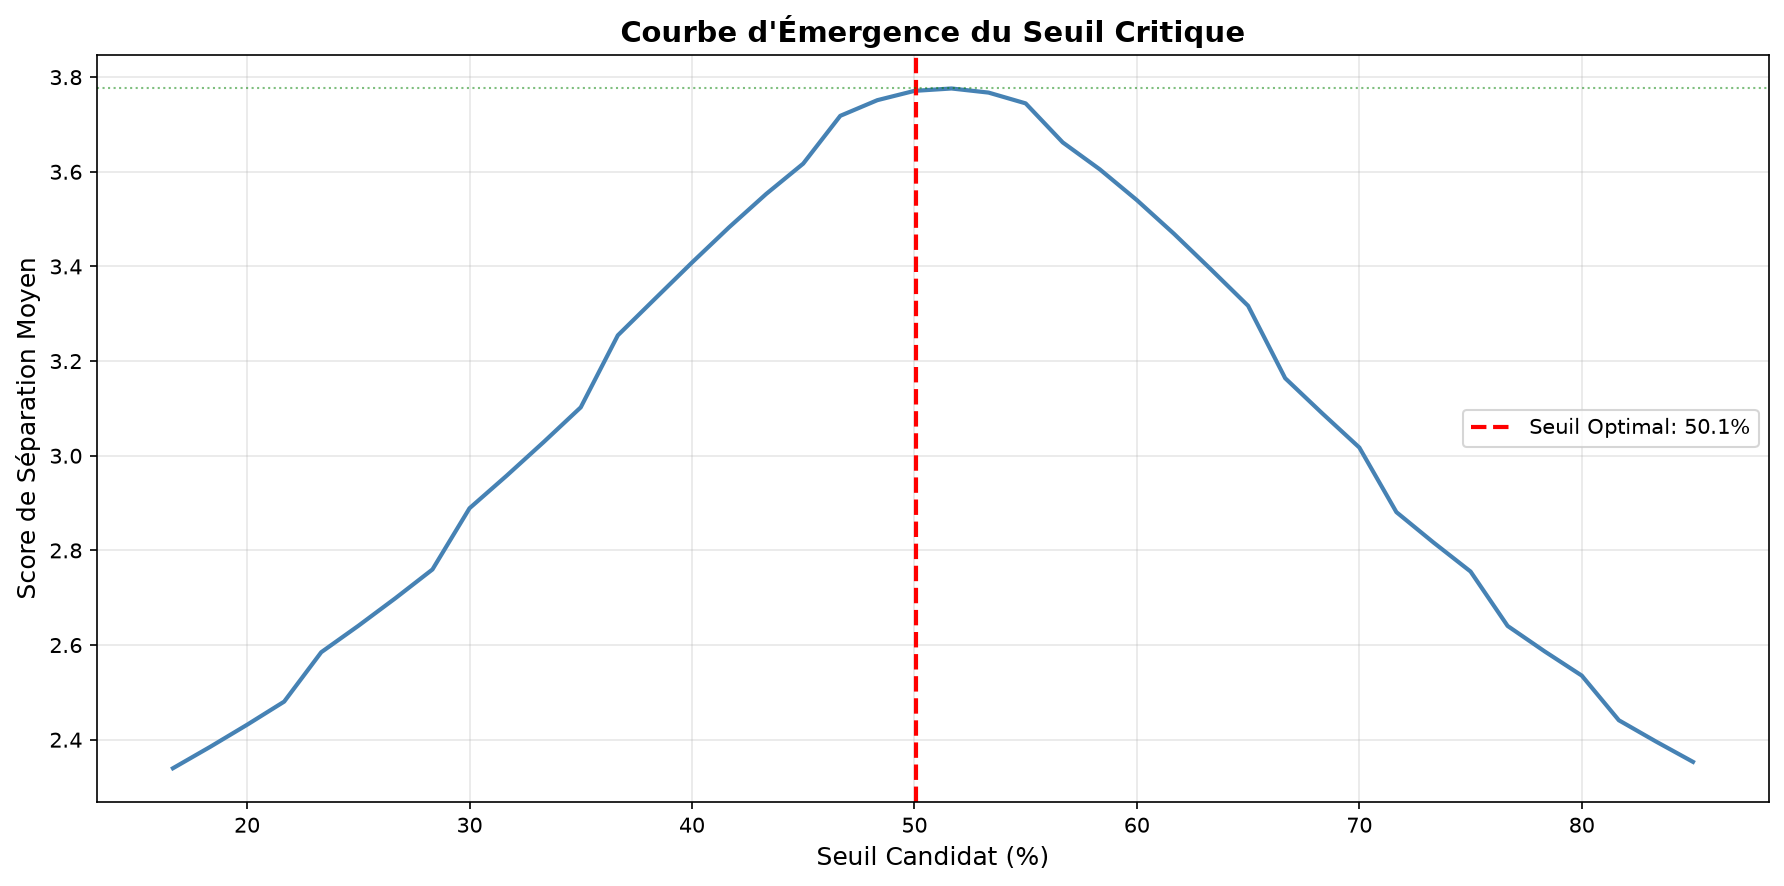 Courbe d'Émergence du Seuil Critique
3.8
3.6
3.4
3.2
3.0
2.8
2.6
2.4
Score de Séparation Moyen
Seuil Optimal: 50.1%
20 30 40 50 60 70 80
Seuil Candidat (%)